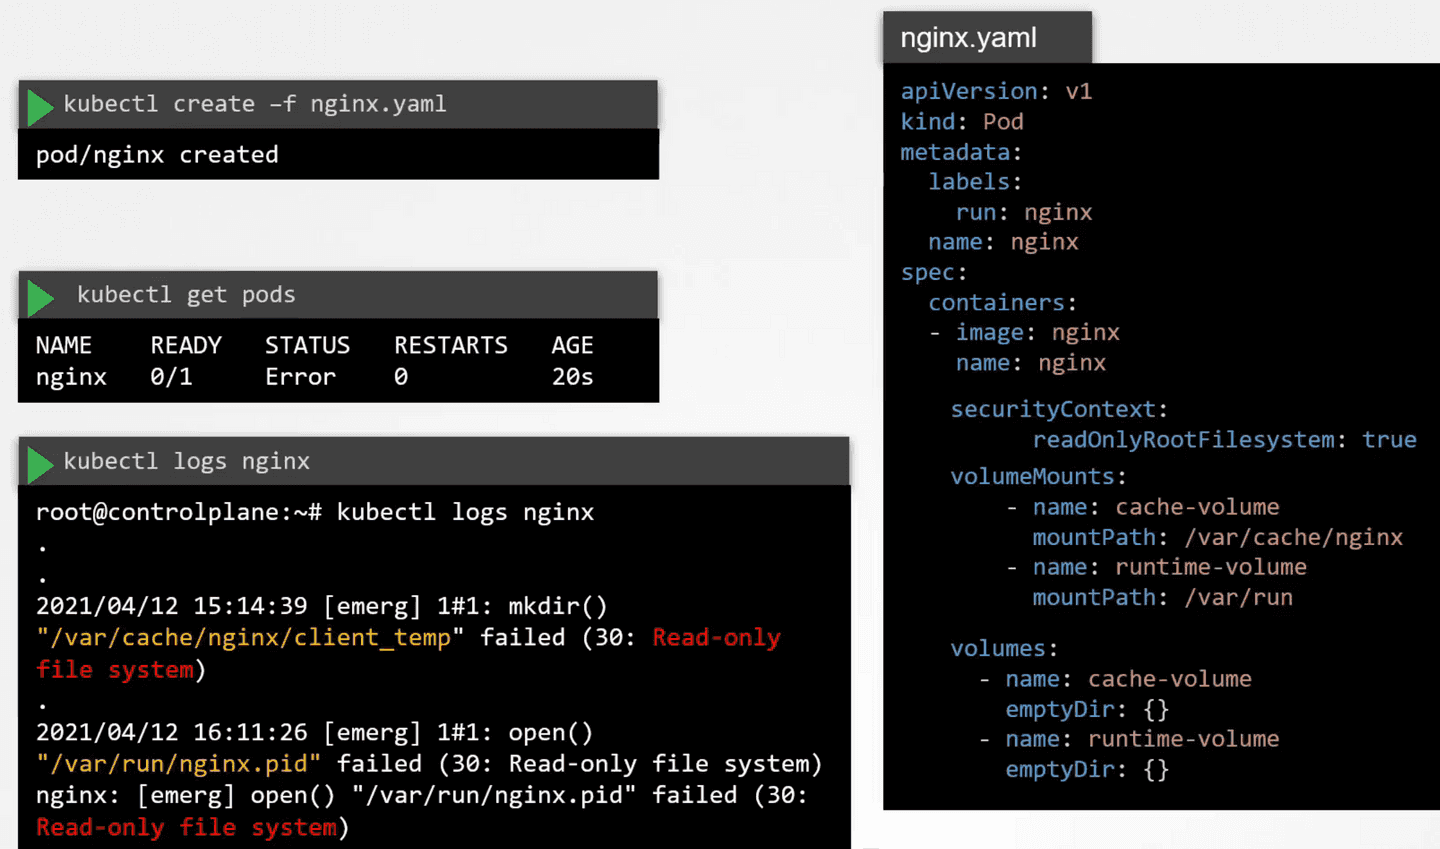 kubectl create –f nginx.yaml
pod/nginx created
kubectl get pods
NAME READY STATUS RESTARTS AGE
nginx 0/1 Error 0 20s
kubectl logs nginx
root@controlplane:~# kubectl logs nginx
.
.
2021/04/12 15:14:39 [emerg] 1#1: mkdir()
"/var/cache/nginx/client_temp" failed (30: Read-only
file system)
.
2021/04/12 16:11:26 [emerg] 1#1: open()
"/var/run/nginx.pid" failed (30: Read-only file system)
nginx: [emerg] open() "/var/run/nginx.pid" failed (30:
Read-only file system)
nginx.yaml
apiVersion: v1
kind: Pod
metadata:
  labels:
    run: nginx
  name: nginx
spec:
  containers:
  - image: nginx
    name: nginx
    securityContext:
          readOnlyRootFilesystem: true
    volumeMounts:
        - name: cache-volume
          mountPath: /var/cache/nginx
        - name: runtime-volume
          mountPath: /var/run
    volumes:
      - name: cache-volume
        emptyDir: {}
      - name: runtime-volume
        emptyDir: {}